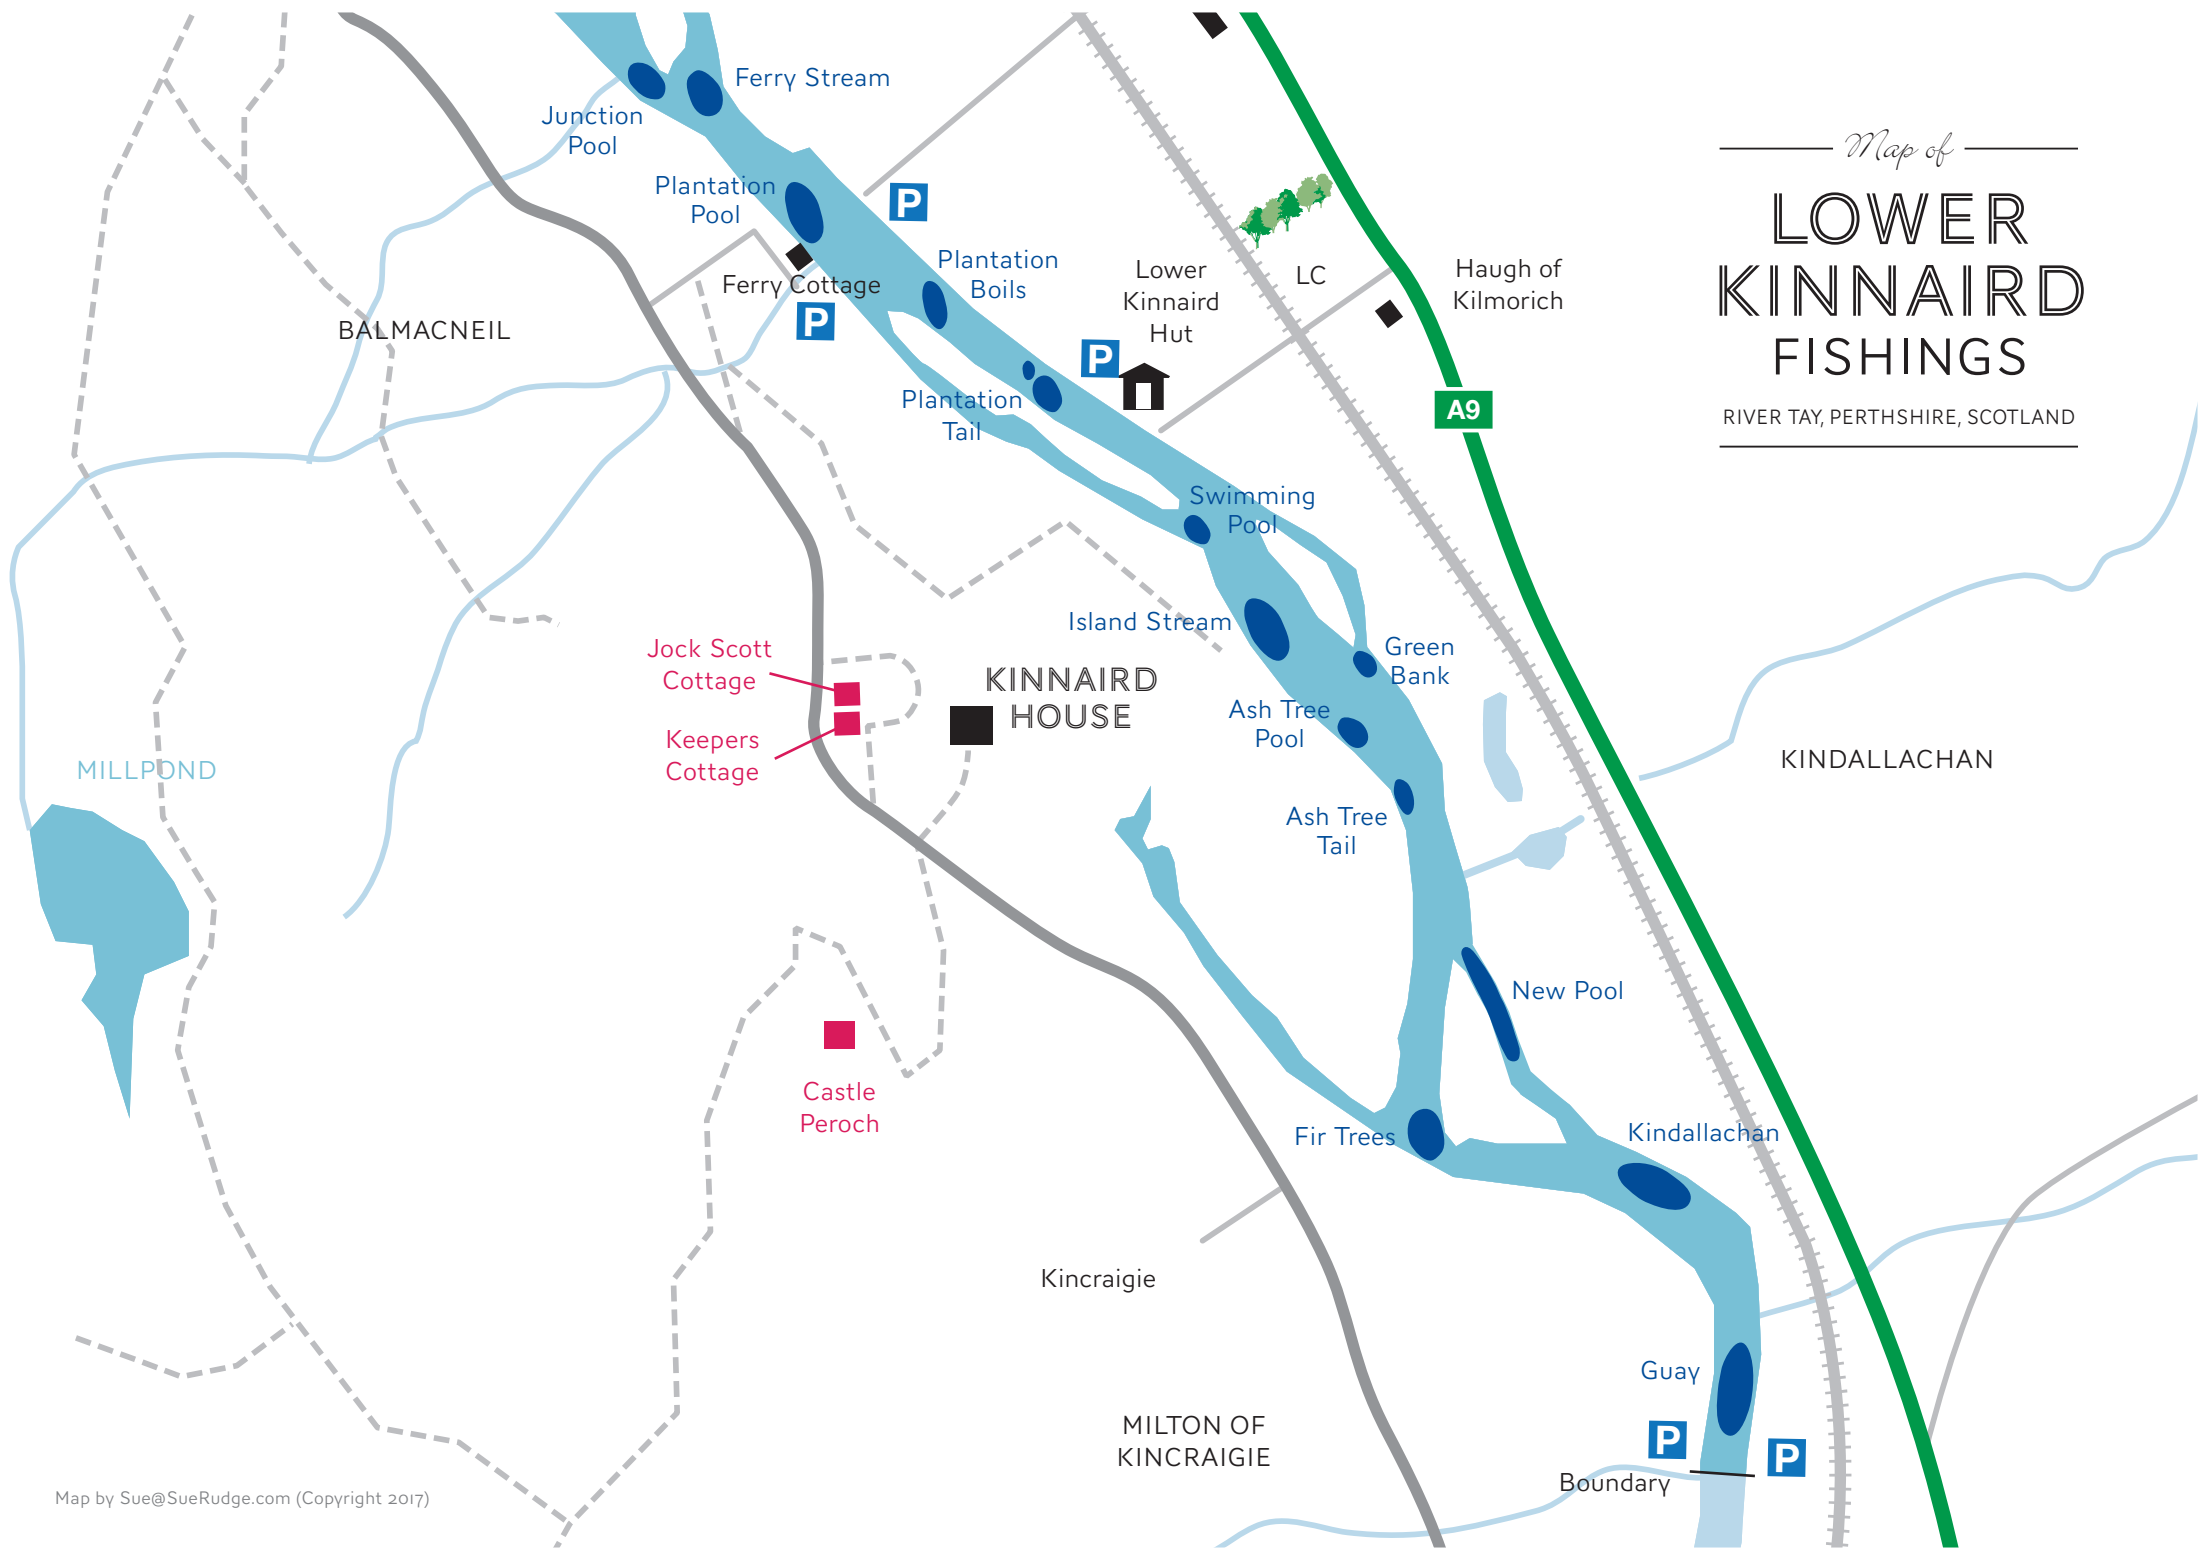 Map of
LOWER
KINNAIRD
FISHINGS
RIVER TAY, PERTHSHIRE, SCOTLAND
Ferry Stream
Junction
Pool
Plantation
Pool
P
Ferry Cottage
P
Plantation
Boils
Lower
Kinnaird
Hut
LC
Haugh of
Kilmorich
BALMACNEIL
P
A9
Plantation
Tail
Swimming
Pool
Island Stream
Green
Bank
Jock Scott
Cottage
KINNAIRD
HOUSE
Ash Tree
Pool
Keepers
Cottage
MILLPOND
KINDALLACHAN
Ash Tree
Tail
New Pool
Castle
Peroch
Fir Trees
Kindallachan
Kincraigie
Guay
MILTON OF
KINCRAIGIE
P
P
Boundary
Map by Sue@SueRudge.com (Copyright 2017)